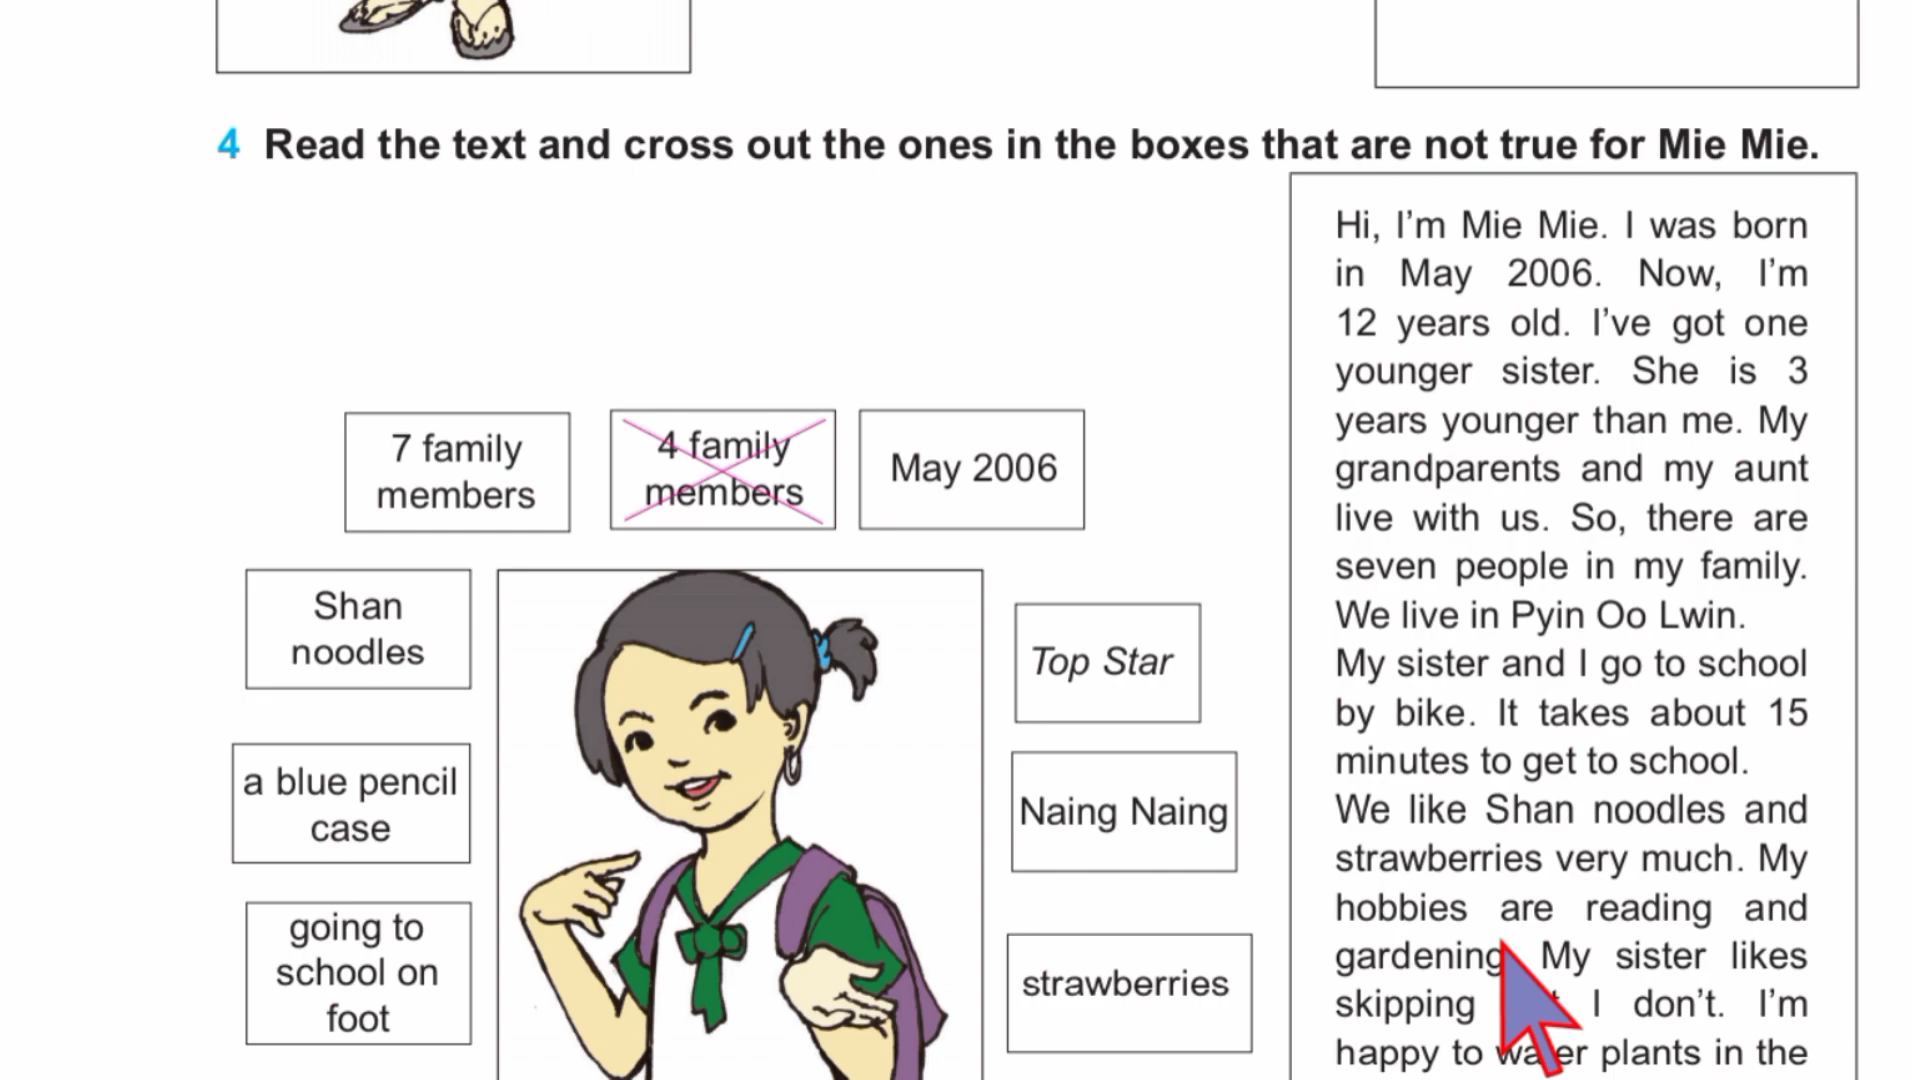 4 Read the text and cross out the ones in the boxes that are not true for Mie Mie.
7 family
members
4 family
members
May 2006
Shan
noodles
a blue pencil
case
going to
school on
foot
Top Star
Naing Naing
strawberries
Hi, I’m Mie Mie. I was born
in May 2006. Now, I’m
12 years old. I’ve got one
younger sister. She is 3
years younger than me. My
grandparents and my aunt
live with us. So, there are
seven people in my family.
We live in Pyin Oo Lwin.
My sister and I go to school
by bike. It takes about 15
minutes to get to school.
We like Shan noodles and
strawberries very much. My
hobbies are reading and
gardening. My sister likes
skipping I don’t. I’m
happy to water plants in the